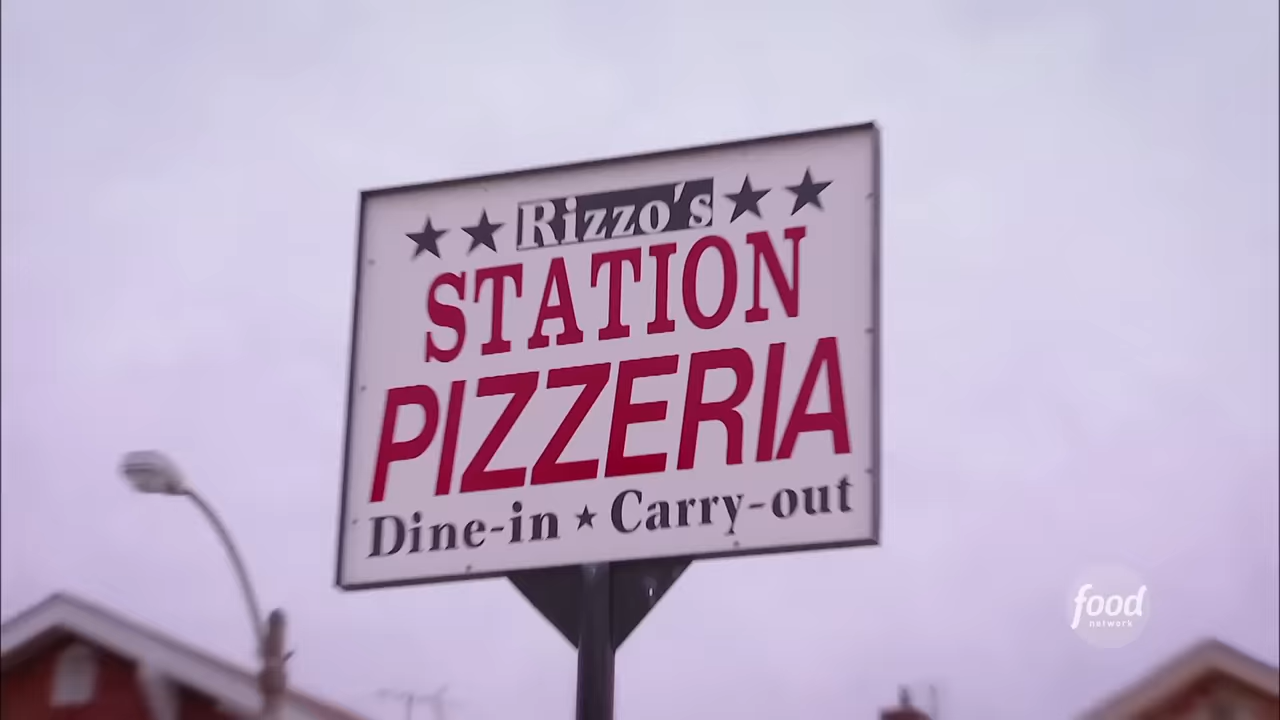 ★ ★ Rizzo's ★ ★
STATION
PIZZERIA
Dine-in ★ Carry-out
food
network